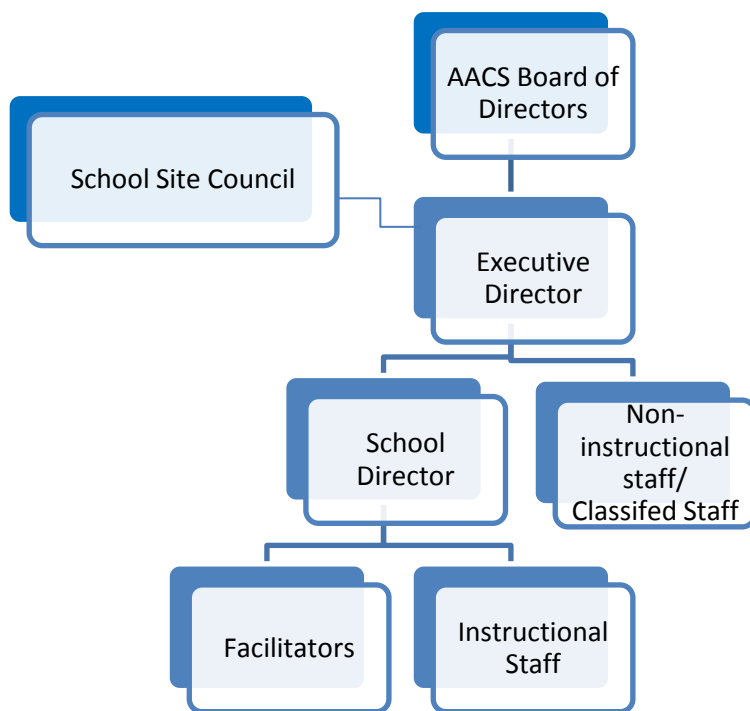 AACS Board of
Directors
School Site Council
Executive
Director
School
Director
Non-
instructional
staff/
Classifed Staff
Facilitators
Instructional
Staff